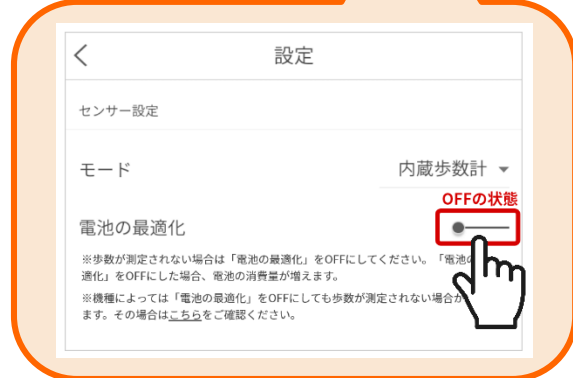 設定
センサー設定
モード
内蔵歩数計
OFFの状態
電池の最適化
※歩数が測定されない場合は「電池の最適化」をOFFにしてください。「電池の
適化」をOFFにした場合、電池の消費量が増えます。
※機種によっては「電池の最適化」をOFFにしても歩数が測定されない場合が
ます。その場合はこちらをご確認ください。